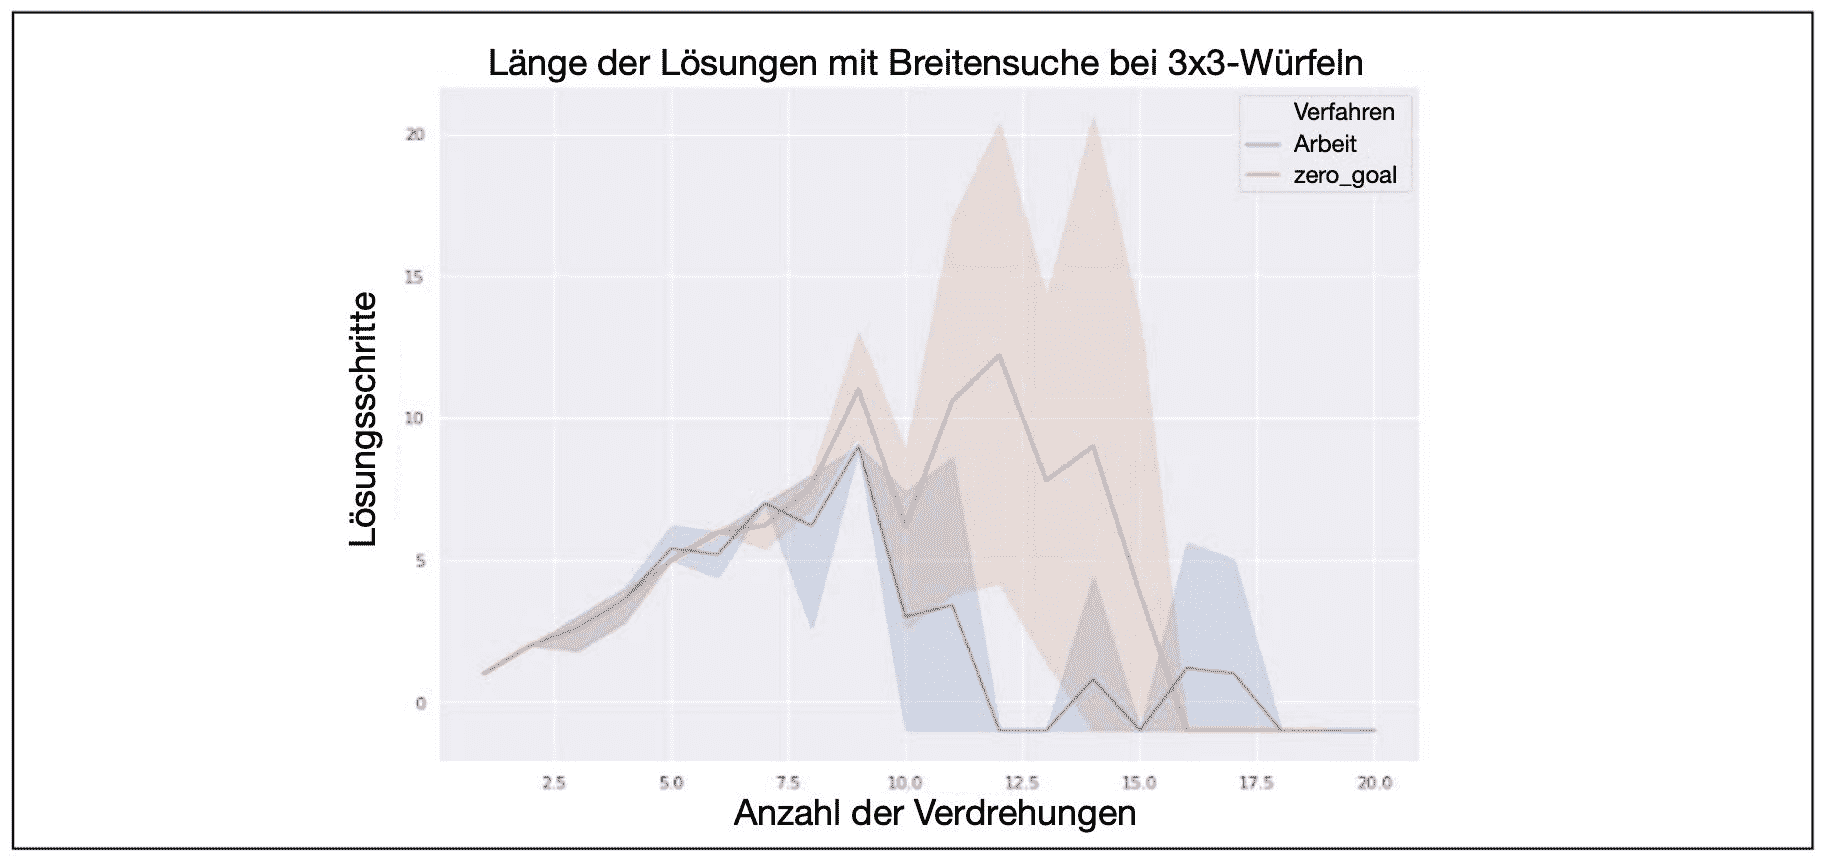 Länge der Lösungen mit Breitensuche bei 3x3-Würfeln
Verfahren
Arbeit
zero_goal
20
15
10
5
0
Lösungsschritte
2.5 5.0 7.5 10.0 12.5 15.0 17.5 20.0
Anzahl der Verdrehungen